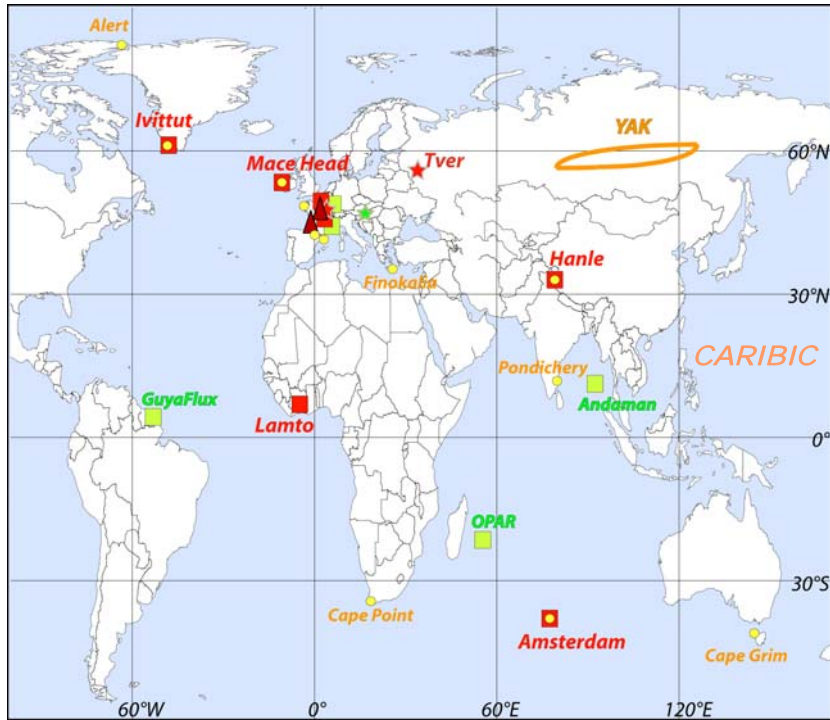 Alert
Ivittut
YAK
Mace Head
Tver
60°N
Hanle
Finokalia
30°N
CARIBIC
Pondichery
GuyaFlux
Andaman
Lamto
0°
OPAR
30°S
Cape Point
Amsterdam
Cape Grim
60°W
0°
60°E
120°E